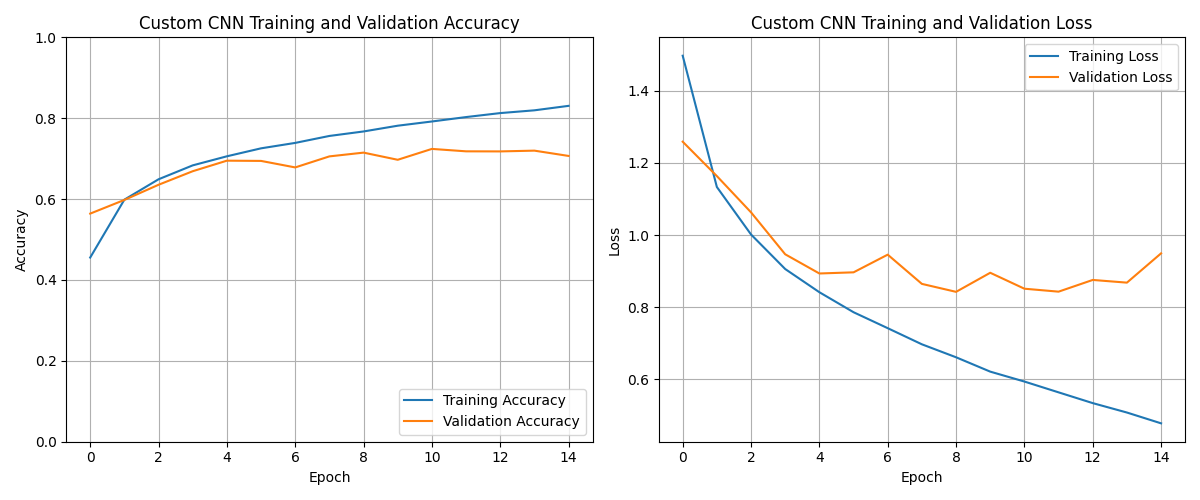 Custom CNN Training and Validation Accuracy
1.0
0.8
0.6
0.4
0.2
0.0
Accuracy
0 2 4 6 8 10 12 14
Epoch
Training Accuracy
Validation Accuracy
Custom CNN Training and Validation Loss
1.4
1.2
1.0
0.8
0.6
Loss
0 2 4 6 8 10 12 14
Epoch
Training Loss
Validation Loss